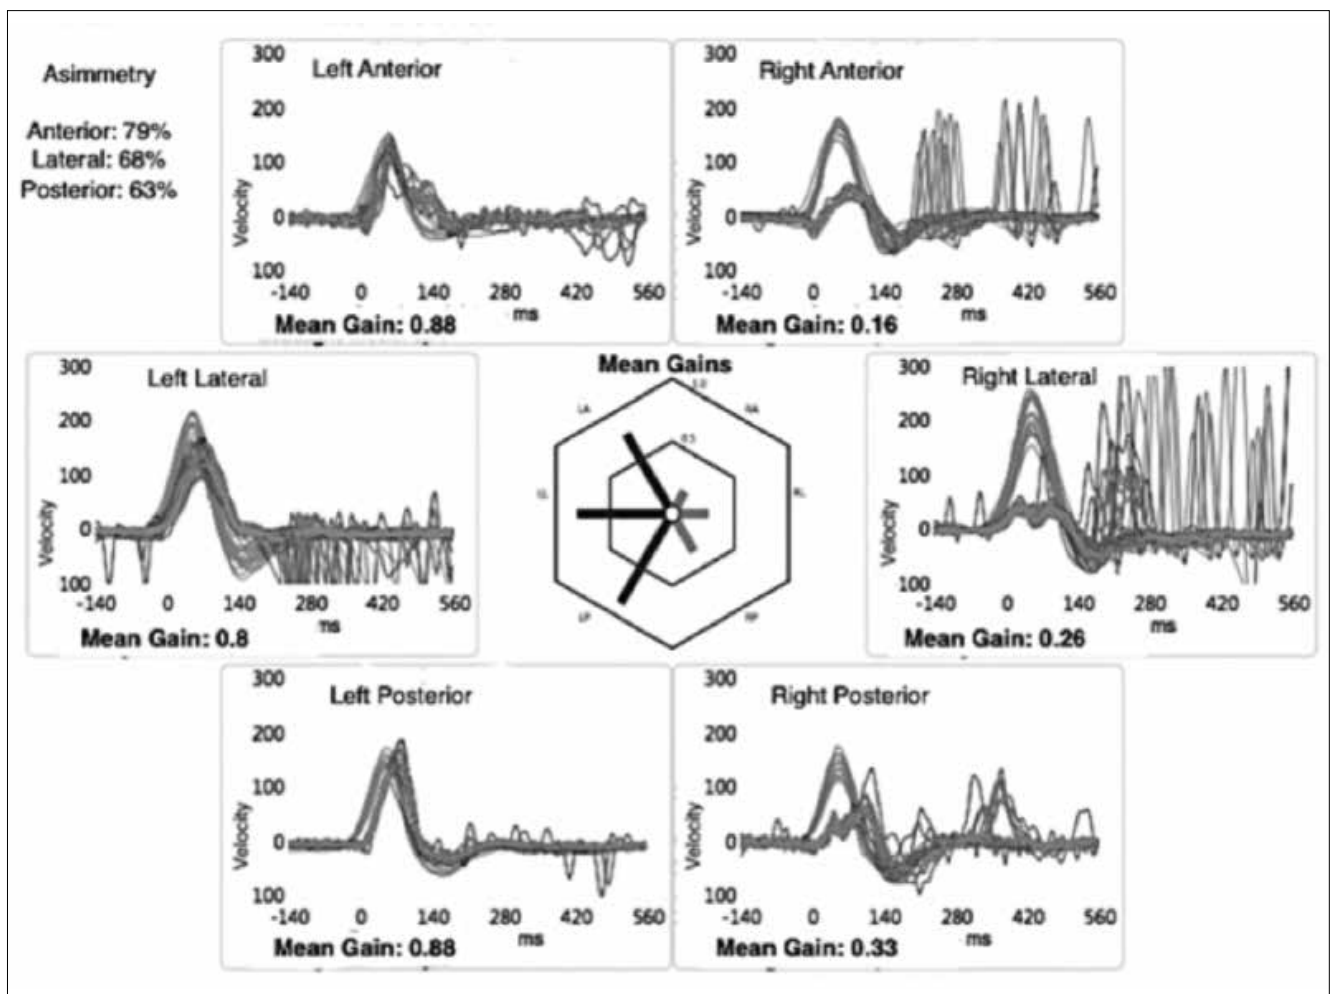 Asimmetry
Anterior: 79%
Lateral: 68%
Posterior: 63%
Left Anterior
300
200
100
0
100
Velocity
-140 0 140 280 420 560
ms
Mean Gain: 0.88
Right Anterior
300
200
100
0
100
Velocity
-140 0 140 280 420 560
ms
Mean Gain: 0.16
Left Lateral
300
200
100
0
100
Velocity
-140 0 140 280 420 560
ms
Mean Gain: 0.8
Mean Gains
1.0
LA RA
0.5
LL RL
LP RP
Right Lateral
300
200
100
0
100
Velocity
-140 0 140 280 420 560
ms
Mean Gain: 0.26
Left Posterior
300
200
100
0
100
Velocity
-140 0 140 280 420 560
ms
Mean Gain: 0.88
Right Posterior
300
200
100
0
100
Velocity
-140 0 140 280 420 560
ms
Mean Gain: 0.33